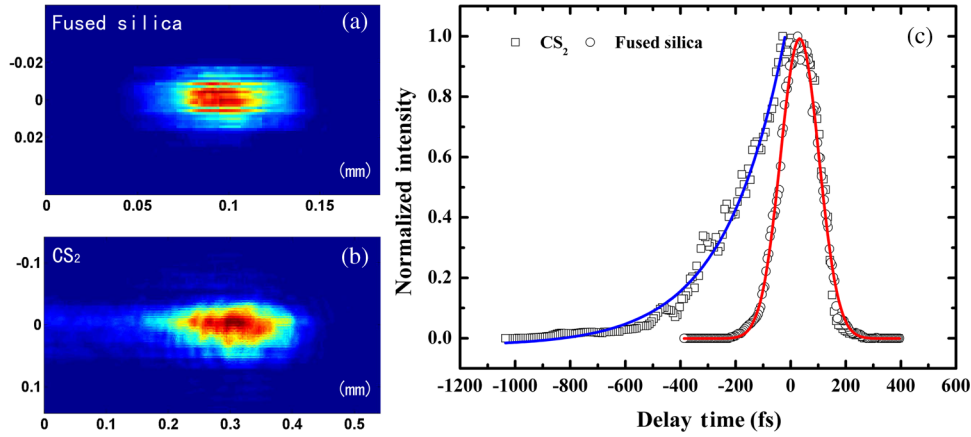 Fused silica
(a)
-0.02
0
0.02
(mm)
0
0.05
0.1
0.15
CS₂
(b)
-0.1
0
0.1
(mm)
0
0.1
0.2
0.3
0.4
0.5
(c)
CS₂
Fused silica
Normalized intensity
1.0
0.8
0.6
0.4
0.2
0.0
-1200 -1000 -800 -600 -400 -200 0 200 400 600
Delay time (fs)